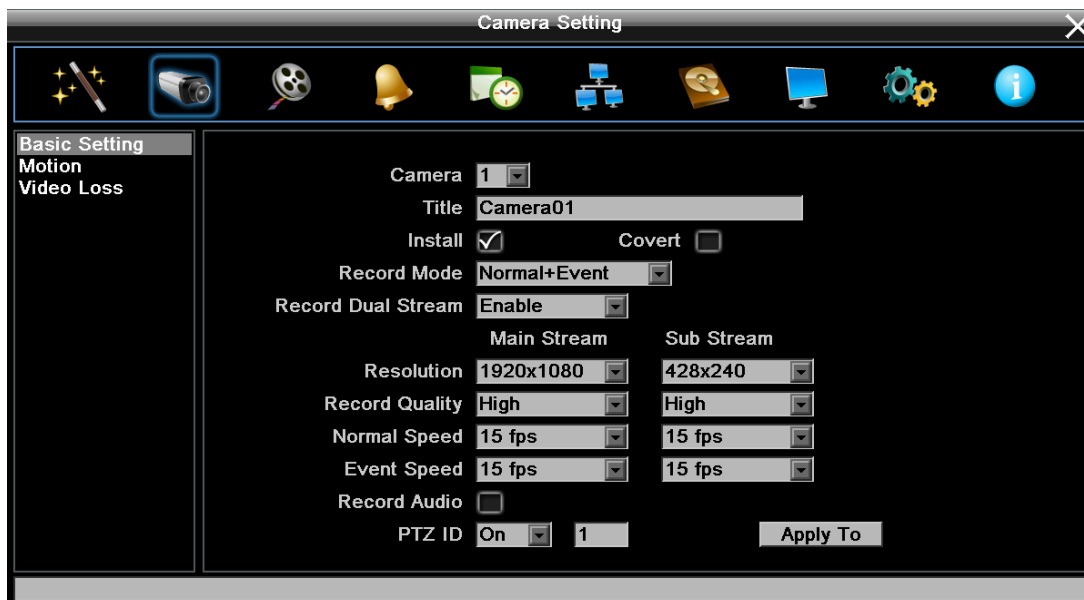 Camera Setting
Basic Setting
Motion
Video Loss
Camera 1
Title Camera01
Install Covert
Record Mode Normal+Event
Record Dual Stream Enable
Main Stream Sub Stream
Resolution 1920x1080 428x240
Record Quality High High
Normal Speed 15 fps 15 fps
Event Speed 15 fps 15 fps
Record Audio
PTZ ID On 1 Apply To